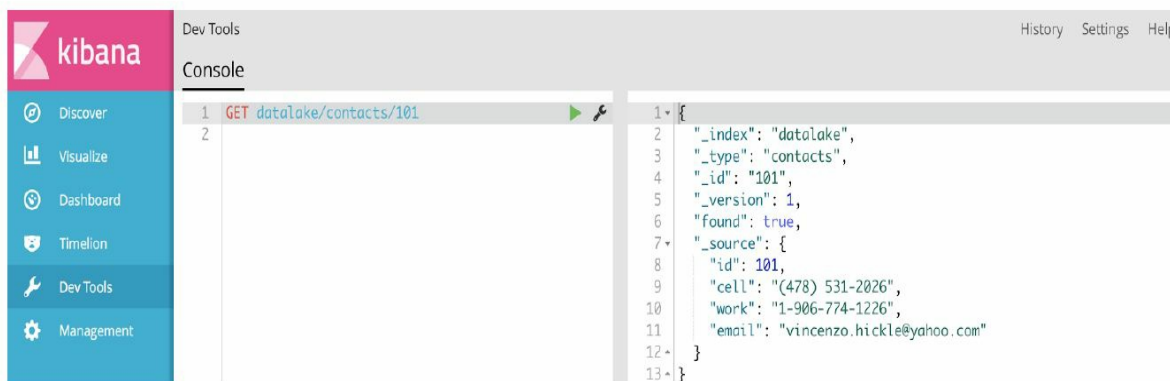 kibana
Discover
Visualize
Dashboard
Timelion
Dev Tools
Management
Dev Tools
History Settings Help
Console
1 GET datalake/contacts/101
2
1 {
2 "_index": "datalake",
3 "_type": "contacts",
4 "_id": "101",
5 "_version": 1,
6 "found": true,
7 "_source": {
8 "id": 101,
9 "cell": "(478) 531-2026",
10 "work": "1-906-774-1226",
11 "email": "vincenzo.hickle@yahoo.com"
12 }
13 }